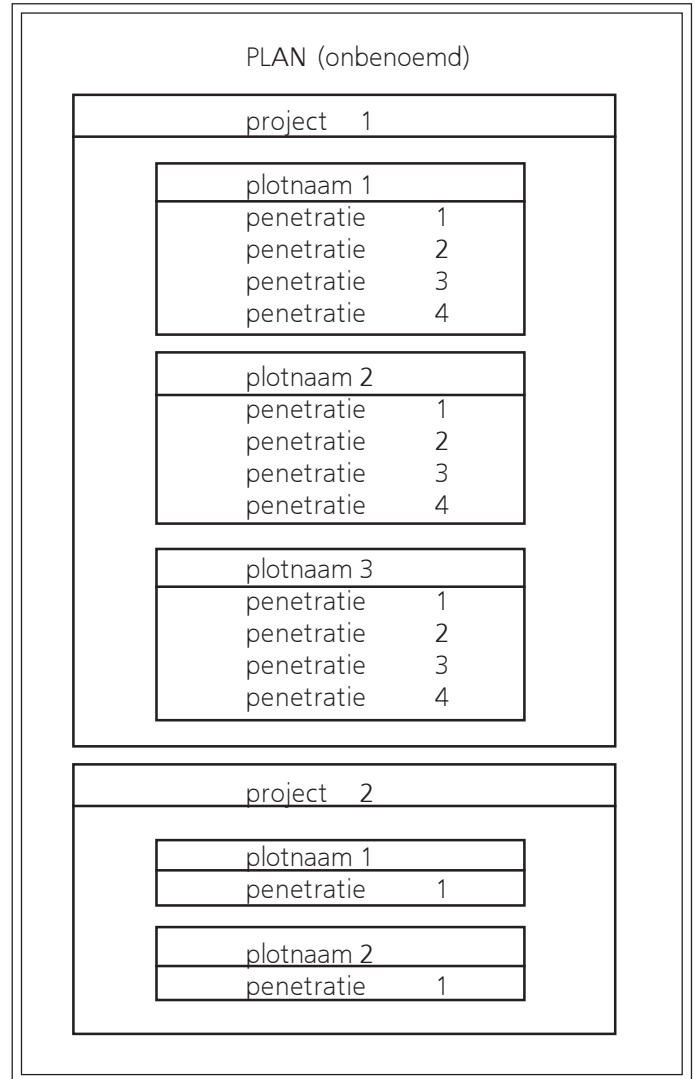 PLAN (onbenoemd)
project 1
plotnaam 1
penetratie 1
penetratie 2
penetratie 3
penetratie 4
plotnaam 2
penetratie 1
penetratie 2
penetratie 3
penetratie 4
plotnaam 3
penetratie 1
penetratie 2
penetratie 3
penetratie 4
project 2
plotnaam 1
penetratie 1
plotnaam 2
penetratie 1